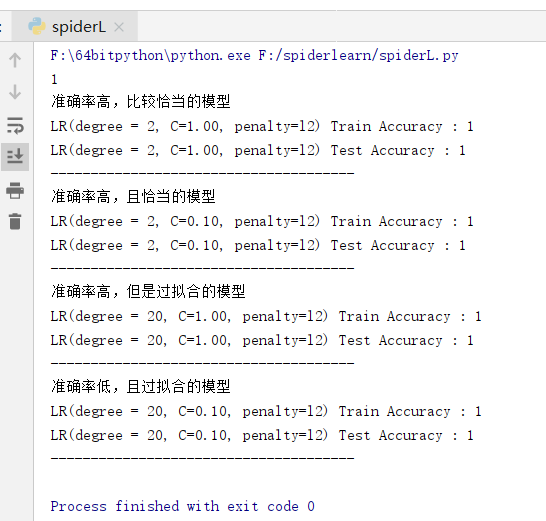 spiderL
F:\64bitpython\python.exe F:/spiderlearn/spiderL.py
1
准确率高，比较恰当的模型
LR(degree = 2, C=1.00, penalty=l2) Train Accuracy : 1
LR(degree = 2, C=1.00, penalty=l2) Test Accuracy : 1
--------------------------------------
准确率高，且恰当的模型
LR(degree = 2, C=0.10, penalty=l2) Train Accuracy : 1
LR(degree = 2, C=0.10, penalty=l2) Test Accuracy : 1
--------------------------------------
准确率高，但是过拟合的模型
LR(degree = 20, C=1.00, penalty=l2) Train Accuracy : 1
LR(degree = 20, C=1.00, penalty=l2) Test Accuracy : 1
--------------------------------------
准确率低，且过拟合的模型
LR(degree = 20, C=0.10, penalty=l2) Train Accuracy : 1
LR(degree = 20, C=0.10, penalty=l2) Test Accuracy : 1
--------------------------------------
Process finished with exit code 0